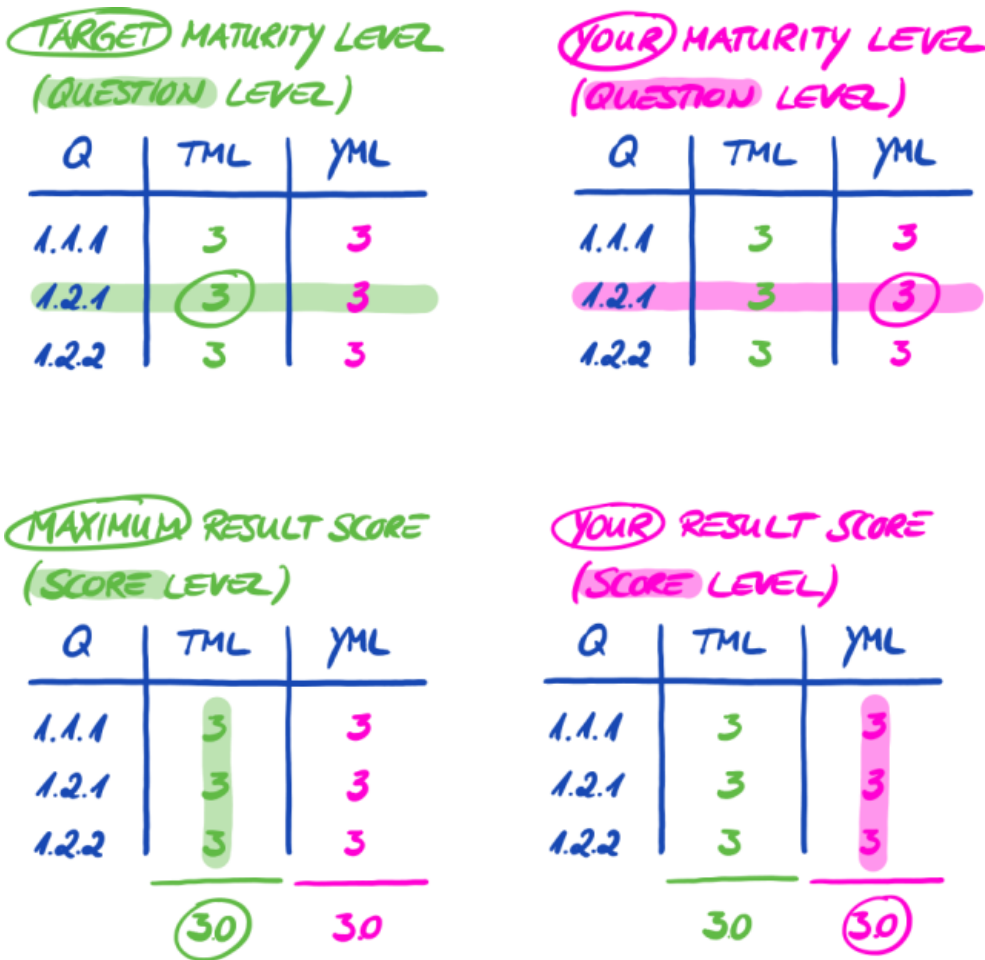 TARGET MATURITY LEVEL
(QUESTION LEVEL)
Q TML YML
1.1.1 3 3
1.2.1 3 3
1.2.2 3 3
YOUR MATURITY LEVEL
(QUESTION LEVEL)
Q TML YML
1.1.1 3 3
1.2.1 3 3
1.2.2 3 3
MAXIMUM RESULT SCORE
(SCORE LEVEL)
Q TML YML
1.1.1 3 3
1.2.1 3 3
1.2.2 3 3
3.0 3.0
YOUR RESULT SCORE
(SCORE LEVEL)
Q TML YML
1.1.1 3 3
1.2.1 3 3
1.2.2 3 3
3.0 3.0